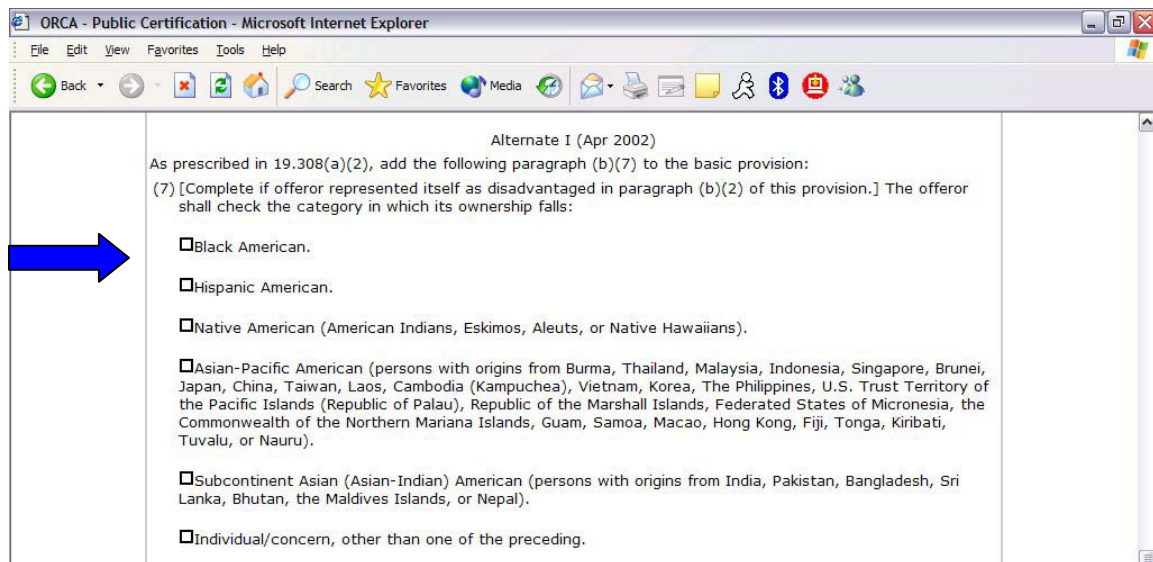 ORCA - Public Certification - Microsoft Internet Explorer
File Edit View Favorites Tools Help
Back Search Favorites Media
Alternate I (Apr 2002)
As prescribed in 19.308(a)(2), add the following paragraph (b)(7) to the basic provision:
(7) [Complete if offeror represented itself as disadvantaged in paragraph (b)(2) of this provision.] The offeror
shall check the category in which its ownership falls:
Black American.
Hispanic American.
Native American (American Indians, Eskimos, Aleuts, or Native Hawaiians).
Asian-Pacific American (persons with origins from Burma, Thailand, Malaysia, Indonesia, Singapore, Brunei,
Japan, China, Taiwan, Laos, Cambodia (Kampuchea), Vietnam, Korea, The Philippines, U.S. Trust Territory of
the Pacific Islands (Republic of Palau), Republic of the Marshall Islands, Federated States of Micronesia, the
Commonwealth of the Northern Mariana Islands, Guam, Samoa, Macao, Hong Kong, Fiji, Tonga, Kiribati,
Tuvalu, or Nauru).
Subcontinent Asian (Asian-Indian) American (persons with origins from India, Pakistan, Bangladesh, Sri
Lanka, Bhutan, the Maldives Islands, or Nepal).
Individual/concern, other than one of the preceding.